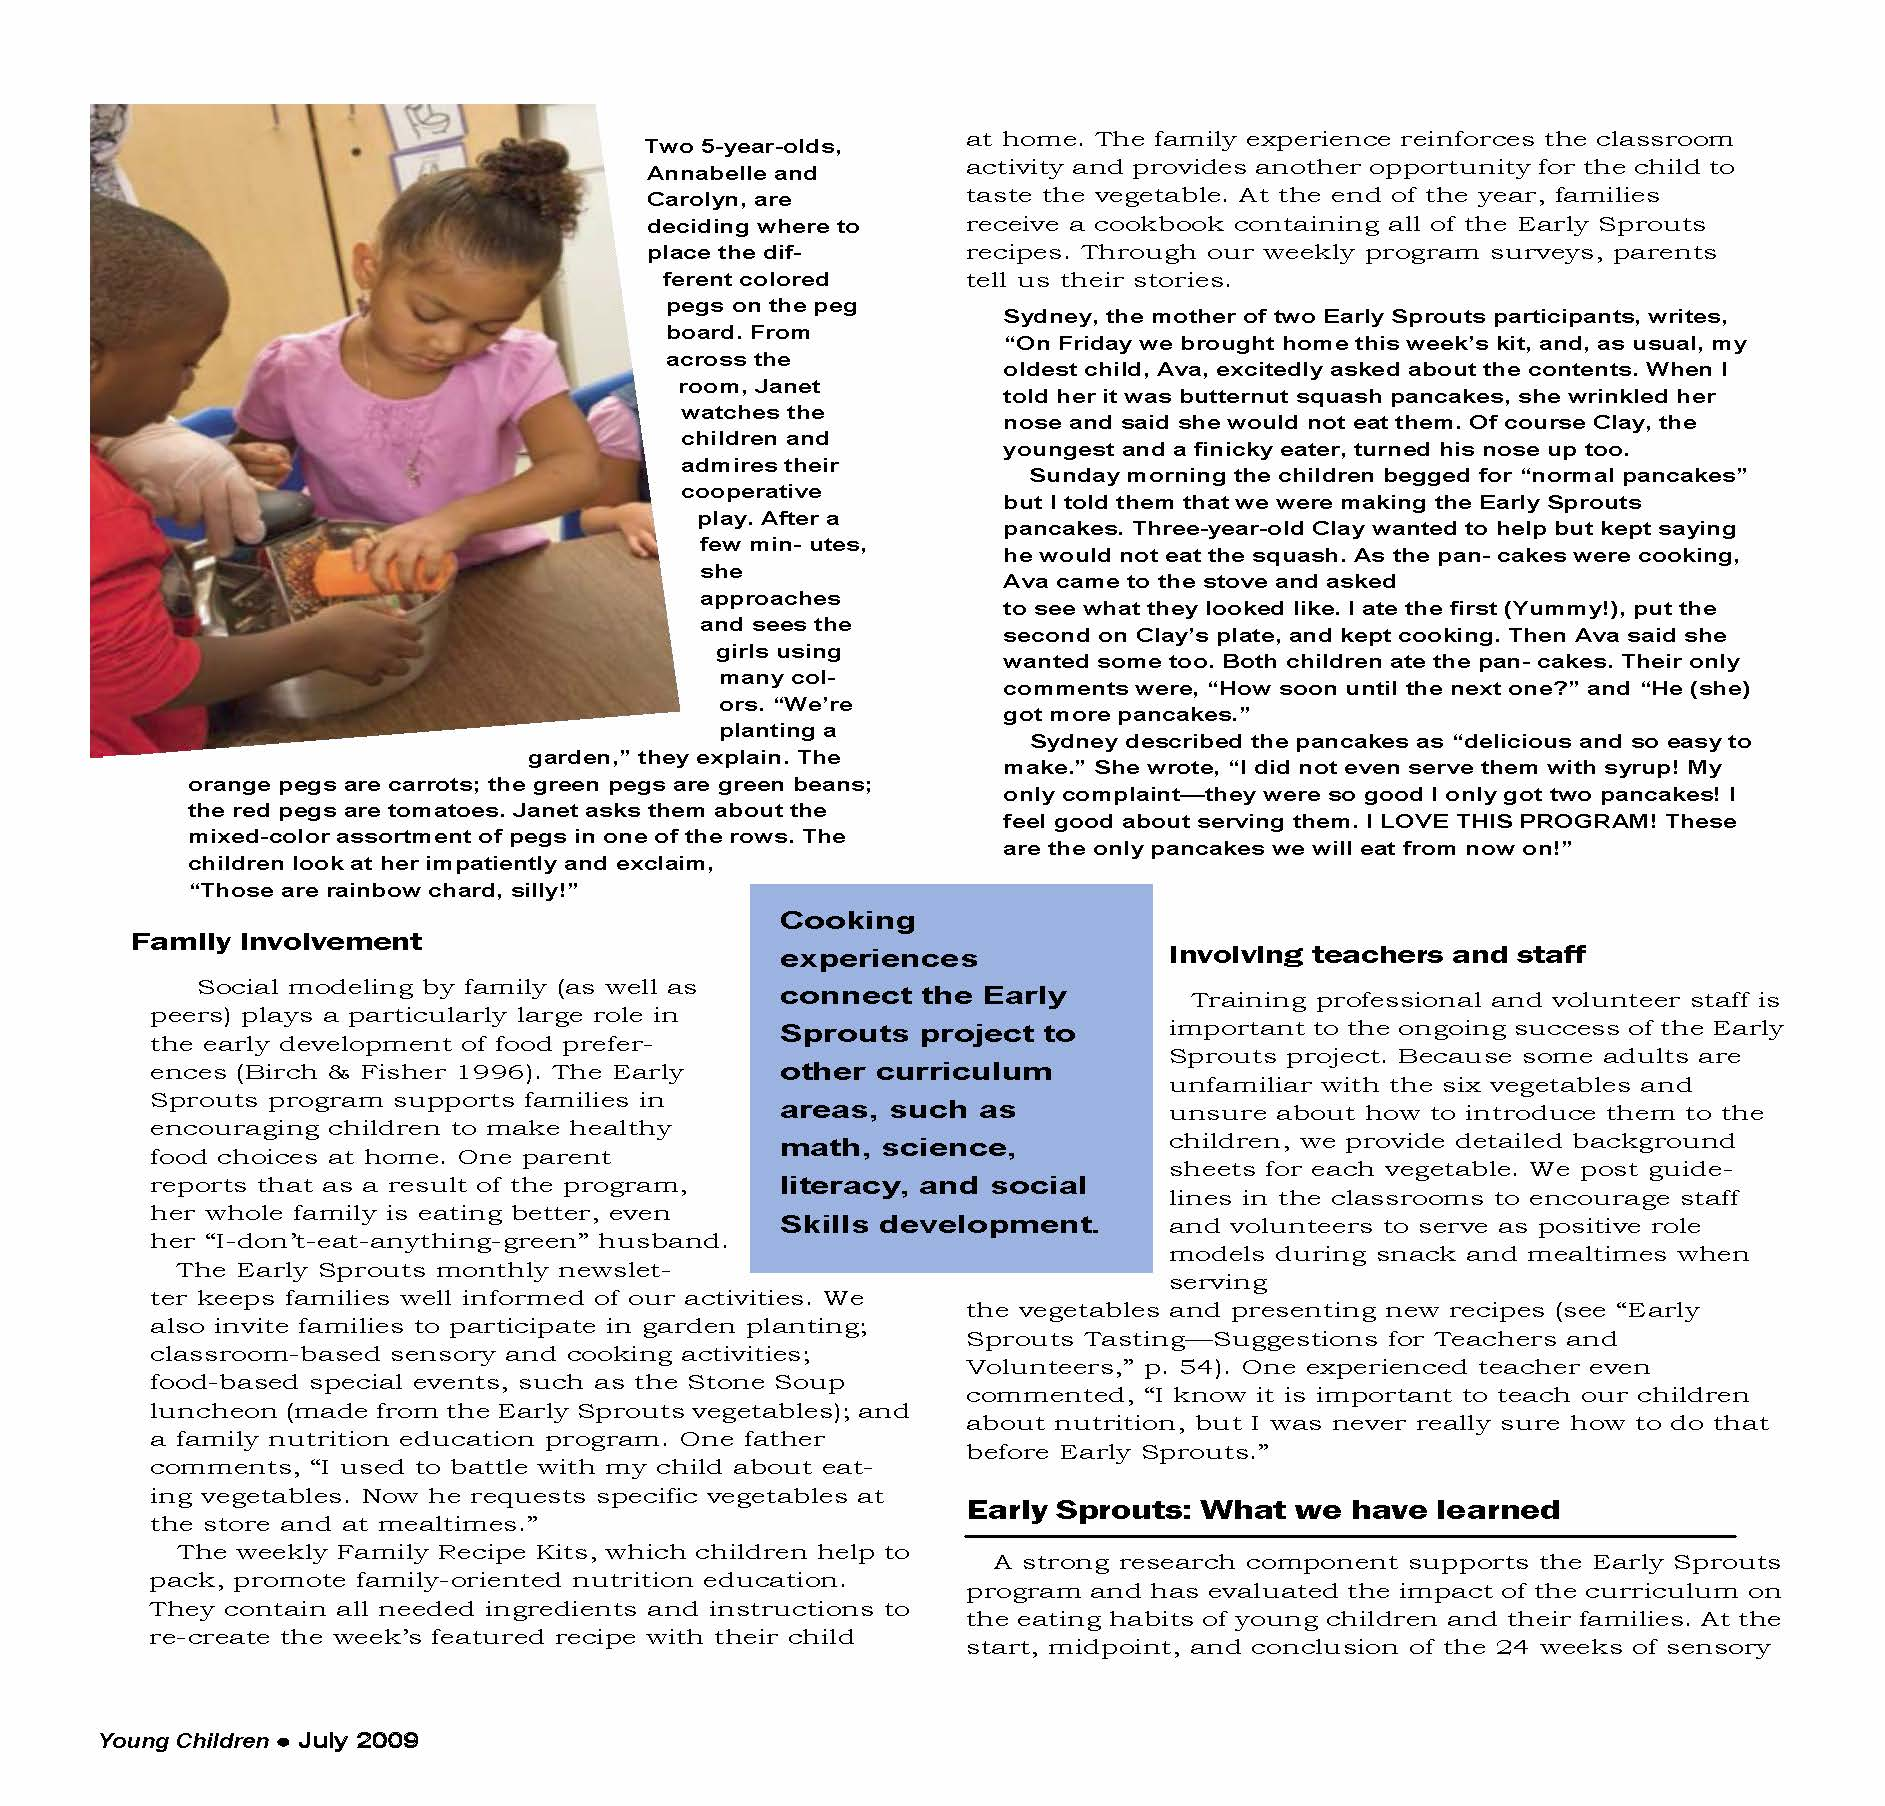 Two 5-year-olds,
Annabelle and
Carolyn, are
deciding where to
place the dif-
ferent colored
pegs on the peg
board. From
across the
room, Janet
watches the
children and
admires their
cooperative
play. After a
few min- utes,
she
approaches
and sees the
girls using
many col-
ors. “We’re
planting a
garden,” they explain. The
orange pegs are carrots; the green pegs are green beans;
the red pegs are tomatoes. Janet asks them about the
mixed-color assortment of pegs in one of the rows. The
children look at her impatiently and exclaim,
“Those are rainbow chard, silly!”
Family Involvement
Social modeling by family (as well as
peers) plays a particularly large role in
the early development of food prefer-
ences (Birch & Fisher 1996). The Early
Sprouts program supports families in
encouraging children to make healthy
food choices at home. One parent
reports that as a result of the program,
her whole family is eating better, even
her “I-don’t-eat-anything-green” husband.
The Early Sprouts monthly newslet-
ter keeps families well informed of our activities. We
also invite families to participate in garden planting;
classroom-based sensory and cooking activities;
food-based special events, such as the Stone Soup
luncheon (made from the Early Sprouts vegetables); and
a family nutrition education program. One father
comments, “I used to battle with my child about eat-
ing vegetables. Now he requests specific vegetables at
the store and at mealtimes.”
The weekly Family Recipe Kits, which children help to
pack, promote family-oriented nutrition education.
They contain all needed ingredients and instructions to
re-create the week’s featured recipe with their child
at home. The family experience reinforces the classroom
activity and provides another opportunity for the child to
taste the vegetable. At the end of the year, families
receive a cookbook containing all of the Early Sprouts
recipes. Through our weekly program surveys, parents
tell us their stories.
Sydney, the mother of two Early Sprouts participants, writes,
“On Friday we brought home this week’s kit, and, as usual, my
oldest child, Ava, excitedly asked about the contents. When I
told her it was butternut squash pancakes, she wrinkled her
nose and said she would not eat them. Of course Clay, the
youngest and a finicky eater, turned his nose up too.
Sunday morning the children begged for “normal pancakes”
but I told them that we were making the Early Sprouts
pancakes. Three-year-old Clay wanted to help but kept saying
he would not eat the squash. As the pan- cakes were cooking,
Ava came to the stove and asked
to see what they looked like. I ate the first (Yummy!), put the
second on Clay’s plate, and kept cooking. Then Ava said she
wanted some too. Both children ate the pan- cakes. Their only
comments were, “How soon until the next one?” and “He (she)
got more pancakes.”
Sydney described the pancakes as “delicious and so easy to
make.” She wrote, “I did not even serve them with syrup! My
only complaint—they were so good I only got two pancakes! I
feel good about serving them. I LOVE THIS PROGRAM! These
are the only pancakes we will eat from now on!”
Cooking
experiences
connect the Early
Sprouts project to
other curriculum
areas, such as
math, science,
literacy, and social
Skills development.
Involving teachers and staff
Training professional and volunteer staff is
important to the ongoing success of the Early
Sprouts project. Because some adults are
unfamiliar with the six vegetables and
unsure about how to introduce them to the
children, we provide detailed background
sheets for each vegetable. We post guide-
lines in the classrooms to encourage staff
and volunteers to serve as positive role
models during snack and mealtimes when
serving
the vegetables and presenting new recipes (see “Early
Sprouts Tasting—Suggestions for Teachers and
Volunteers,” p. 54). One experienced teacher even
commented, “I know it is important to teach our children
about nutrition, but I was never really sure how to do that
before Early Sprouts.”
Early Sprouts: What we have learned
A strong research component supports the Early Sprouts
program and has evaluated the impact of the curriculum on
the eating habits of young children and their families. At the
start, midpoint, and conclusion of the 24 weeks of sensory
Young Children ● July 2009